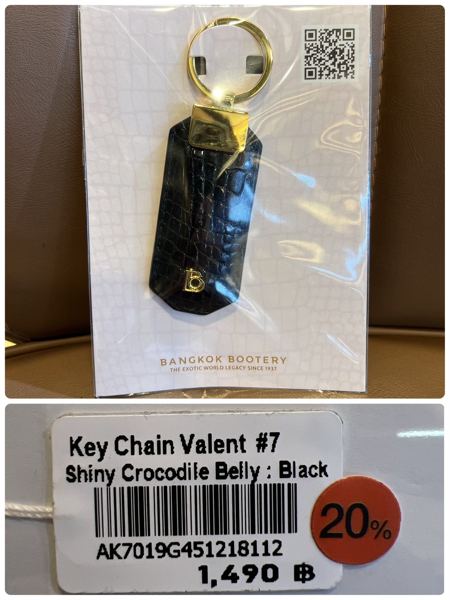 B
BANGKOK BOOTERY
THE EXOTIC WORLD LEGACY SINCE 1937
Key Chain Valent #7
Shiny Crocodile Belly : Black
AK7019G451218112
1,490 ฿
20%